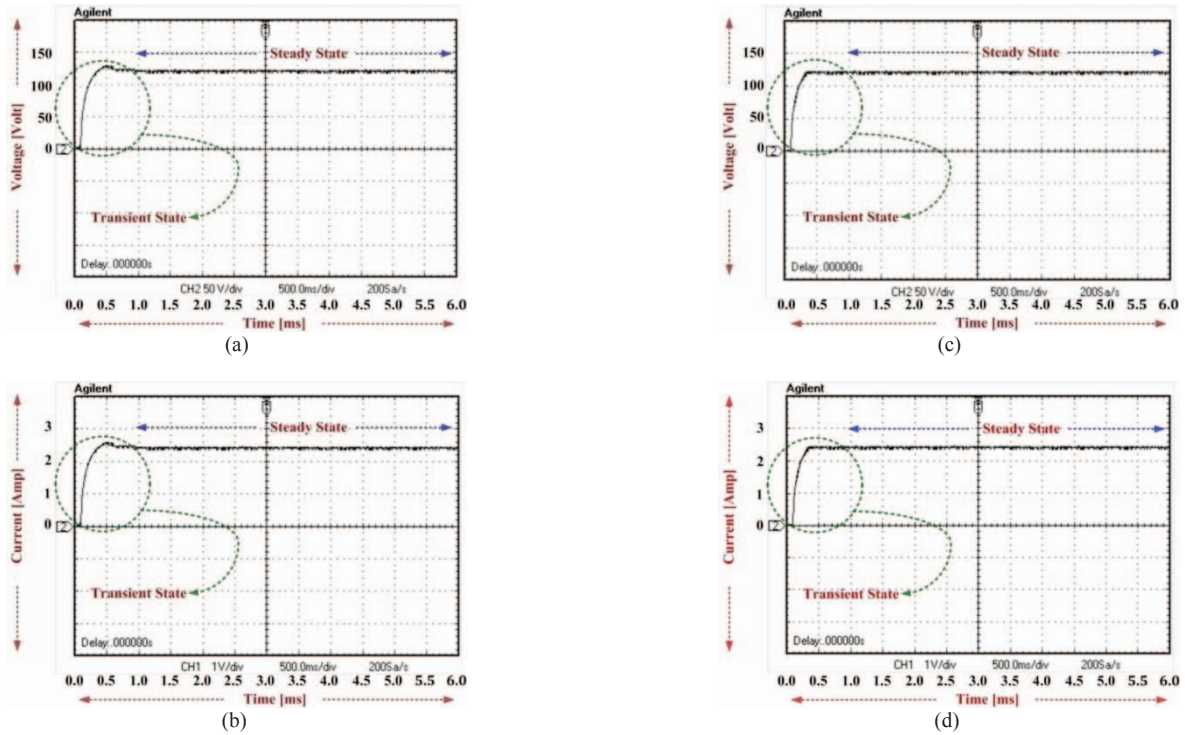 Agilent
Voltage [Volt]
150
100
50
0
2
Steady State
Transient State
Delay:.000000s
CH2 50 V/div 500.0ms/div 200Sa/s
0.0 0.5 1.0 1.5 2.0 2.5 3.0 3.5 4.0 4.5 5.0 5.5 6.0
Time [ms]
(a)
Agilent
Voltage [Volt]
150
100
50
0
2
Steady State
Transient State
Delay:.000000s
CH2 50 V/div 500.0ms/div 200Sa/s
0.0 0.5 1.0 1.5 2.0 2.5 3.0 3.5 4.0 4.5 5.0 5.5 6.0
Time [ms]
(c)
Agilent
Current [Amp]
3
2
1
0
2
Steady State
Transient State
Delay:.000000s
CH1 1V/div 500.0ms/div 200Sa/s
0.0 0.5 1.0 1.5 2.0 2.5 3.0 3.5 4.0 4.5 5.0 5.5 6.0
Time [ms]
(b)
Agilent
Current [Amp]
3
2
1
0
2
Steady State
Transient State
Delay:.000000s
CH1 1V/div 500.0ms/div 200Sa/s
0.0 0.5 1.0 1.5 2.0 2.5 3.0 3.5 4.0 4.5 5.0 5.5 6.0
Time [ms]
(d)